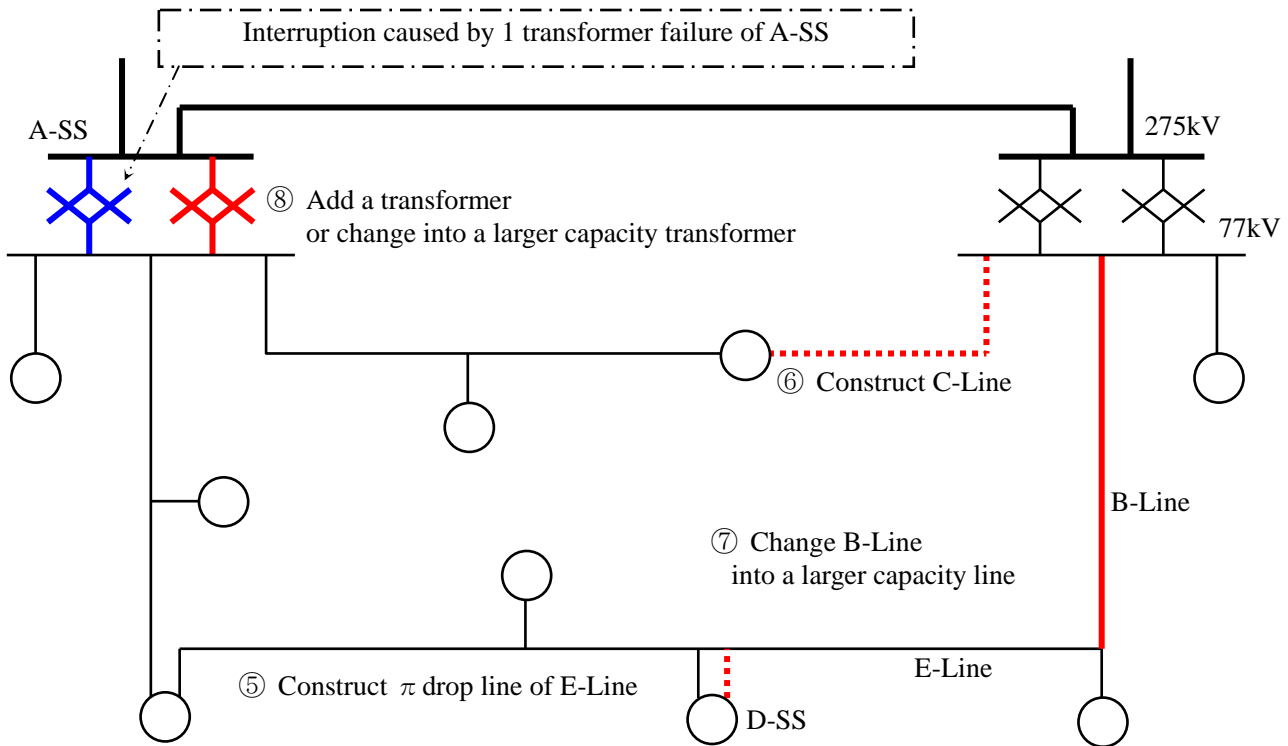 Interruption caused by 1 transformer failure of A-SS
A-SS
275kV
⑧ Add a transformer
or change into a larger capacity transformer
77kV
⑥ Construct C-Line
B-Line
⑦ Change B-Line
into a larger capacity line
E-Line
⑤ Construct π drop line of E-Line
D-SS